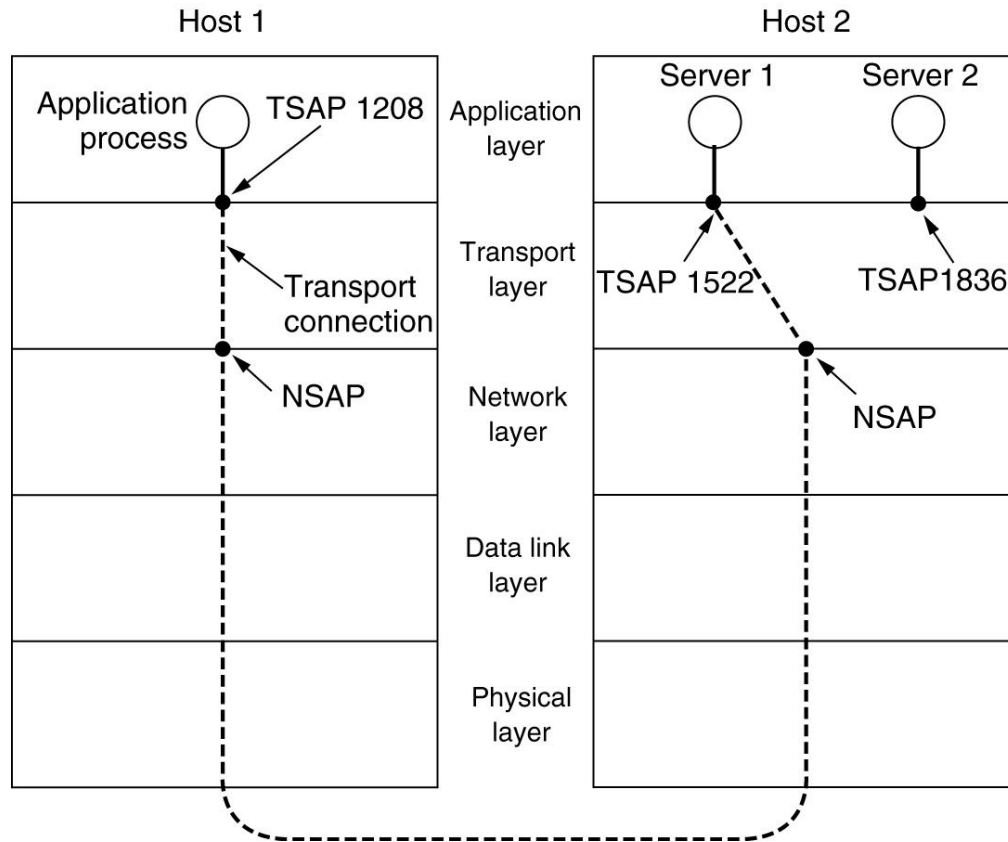 Host 1
Host 2
Application
process
TSAP 1208
Application
layer
Server 1
Server 2
Transport
connection
Transport
layer
TSAP 1522
TSAP1836
NSAP
Network
layer
NSAP
Data link
layer
Physical
layer